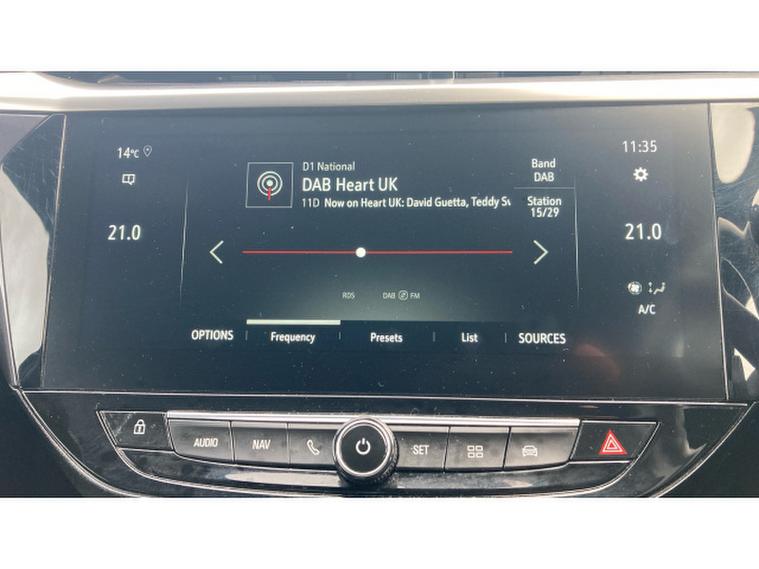 14°C
11:35
D1 National
DAB Heart UK
11D Now on Heart UK: David Guetta, Teddy Sw
Band
DAB
Station
15/29
21.0
21.0
RDS
DAB FM
A/C
OPTIONS
Frequency
Presets
List
SOURCES
AUDIO
NAV
SET